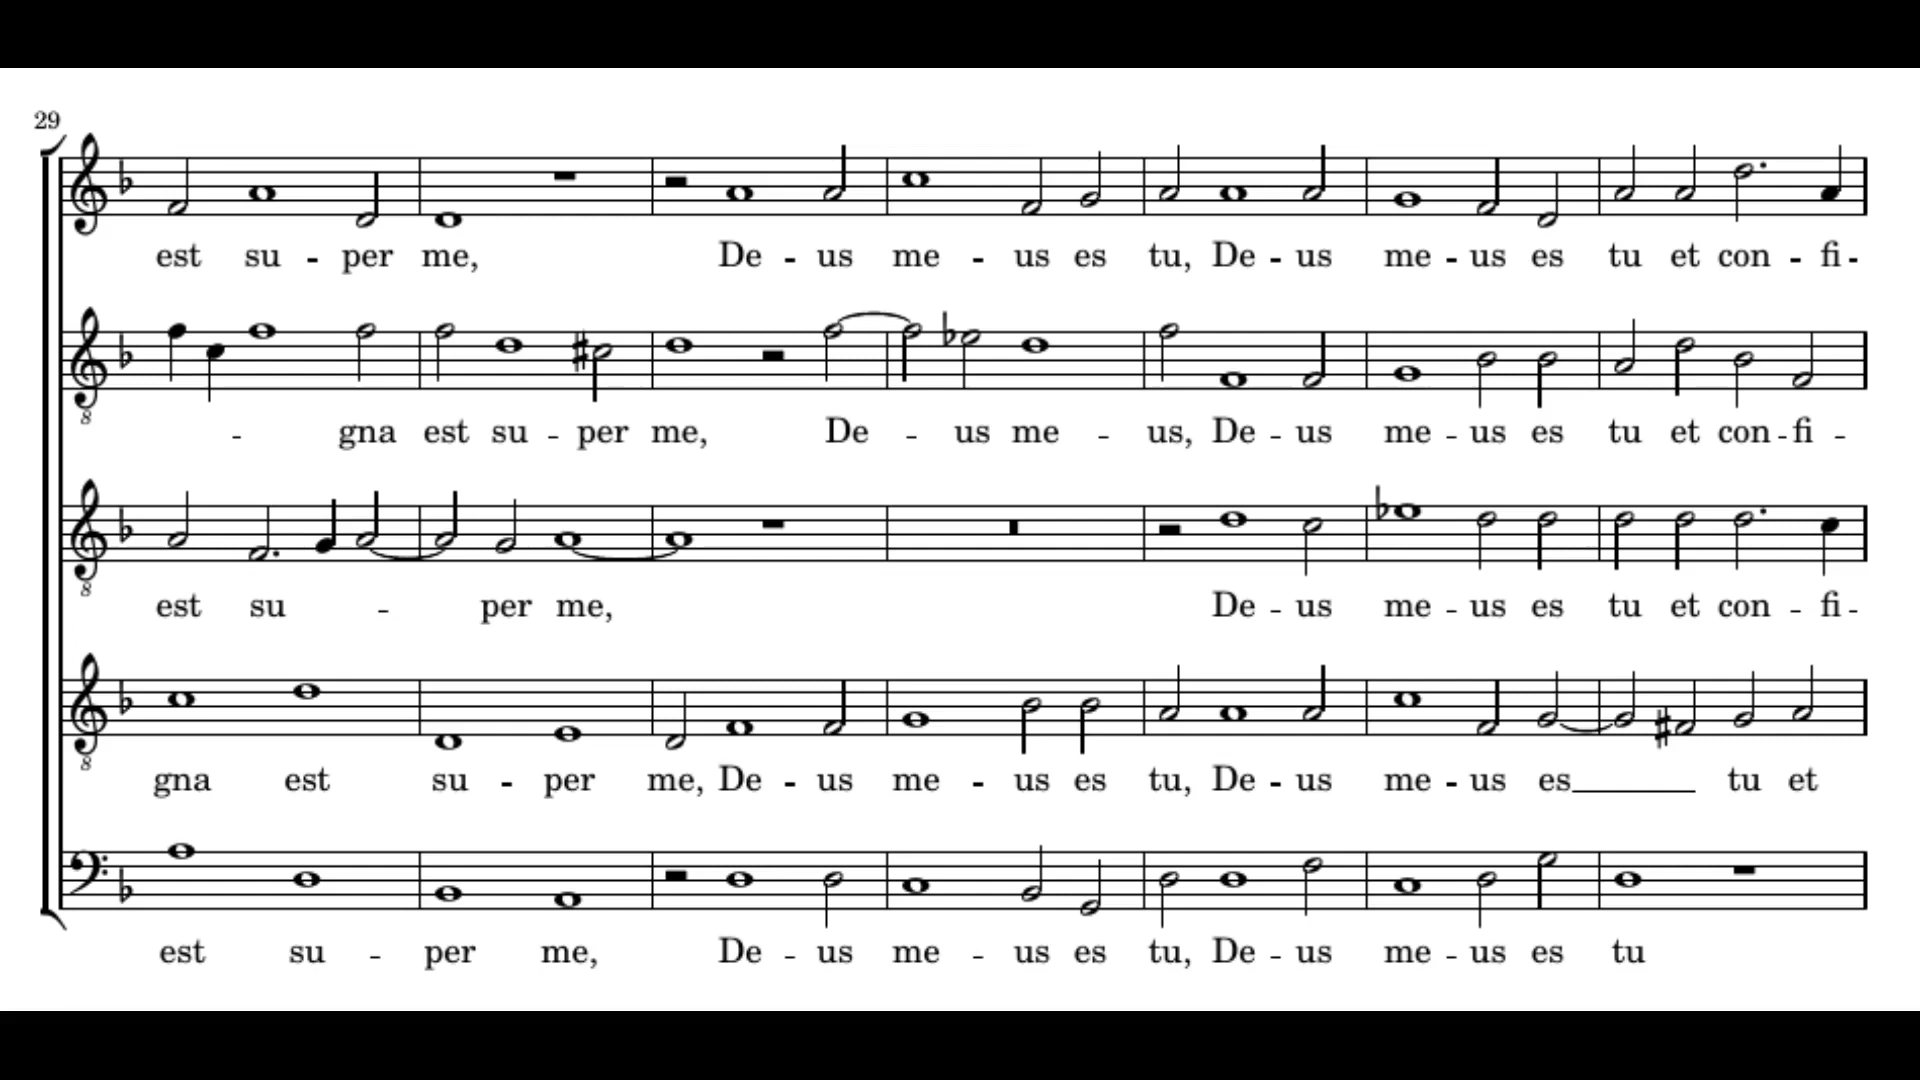 29
est su - per me, De - us me - us es tu, De - us me - us es tu et con - fi -
8
- gna est su - per me, De - us me - us, De - us me - us es tu et con - fi -
8
est su - per me, De - us me - us es tu et con - fi -
8
gna est su - per me, De - us me - us es tu, De - us me - us es tu et
est su - per me, De - us me - us es tu, De - us me - us es tu